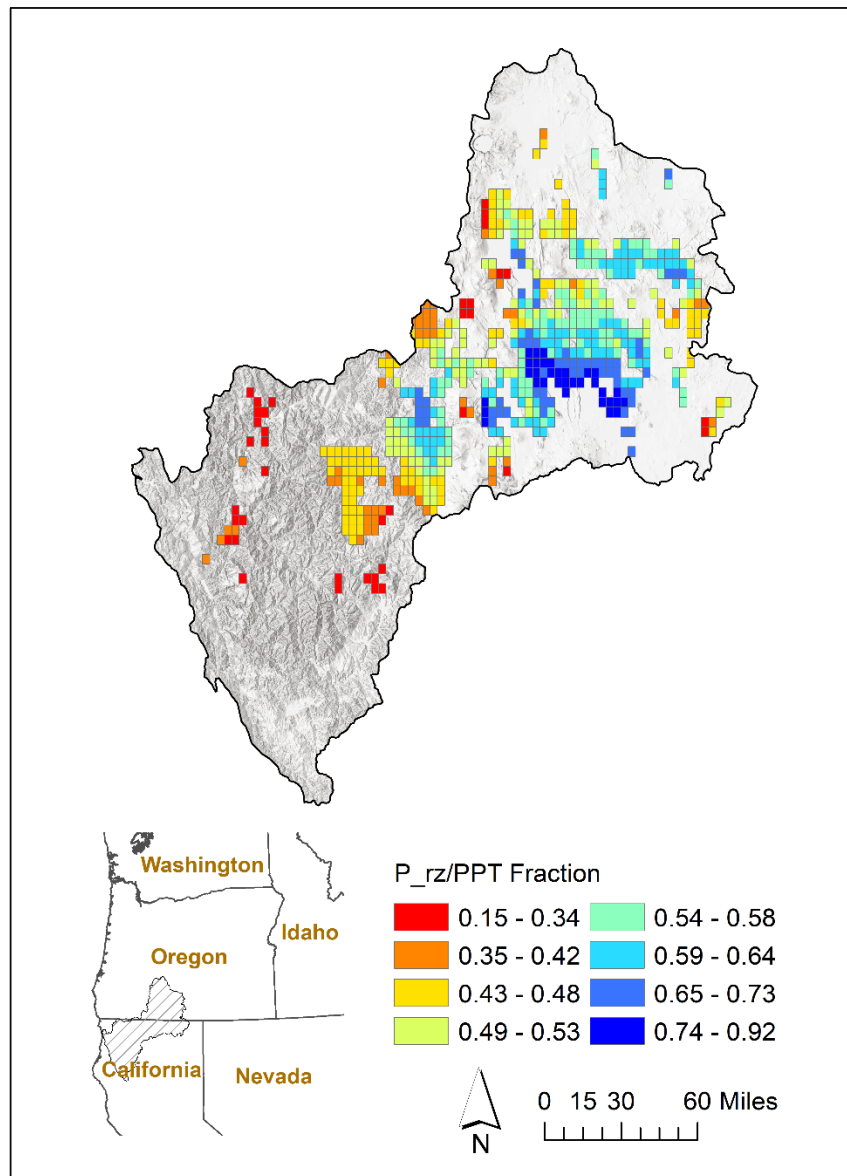 Washington
Oregon
Idaho
California
Nevada
P_rz/PPT Fraction
0.15 - 0.34
0.35 - 0.42
0.43 - 0.48
0.49 - 0.53
0.54 - 0.58
0.59 - 0.64
0.65 - 0.73
0.74 - 0.92
N
0 15 30 60 Miles